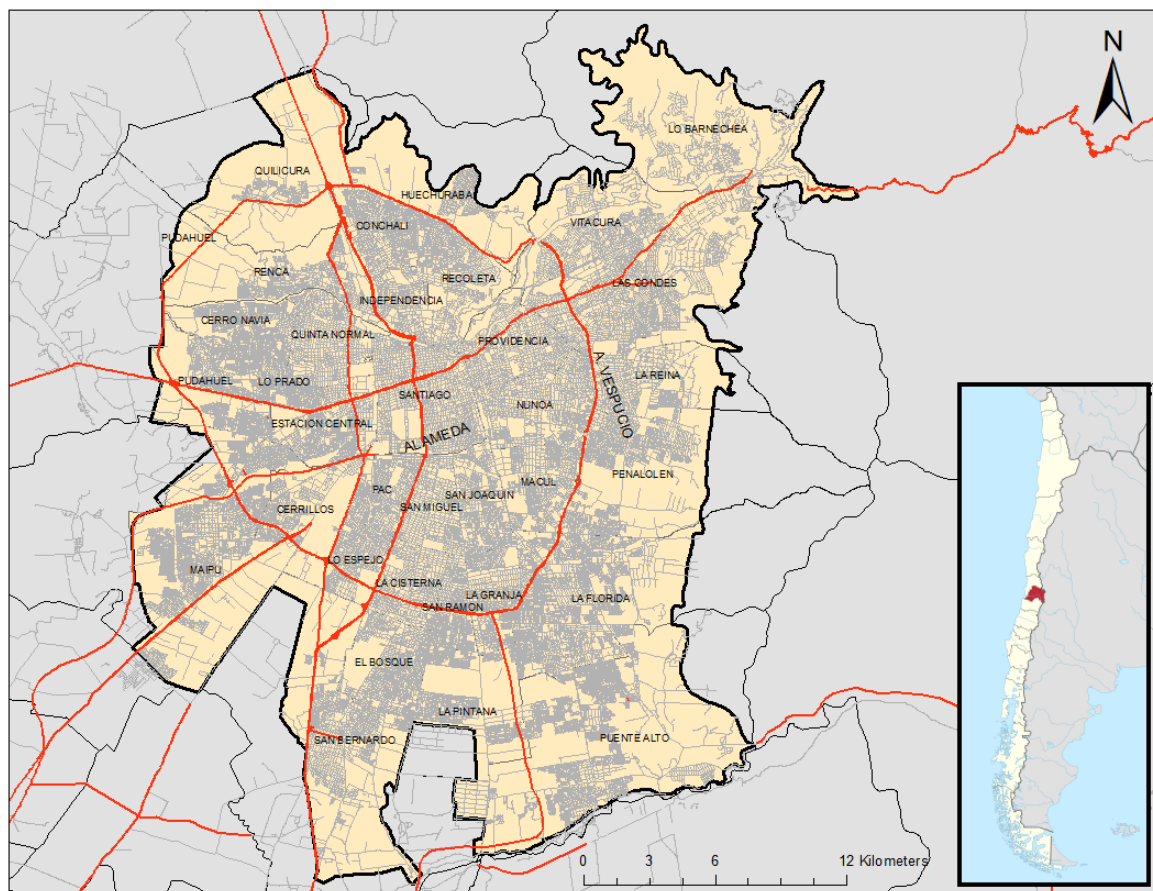 N
LO BARNECHEA
QUILICURA
HUECHURABA
VITACURA
CONCHALI
PUDAHUEL
RENCA
RECOLETA
LAS CONDES
INDEPENDENCIA
CERRO NAVIA
QUINTA NORMAL
PROVIDENCIA
A. VESPUCIO
LA REINA
PUDAHUEL
LO PRADO
SANTIAGO
NUNOA
ESTACION CENTRAL
ALAMEDA
PENALOLEN
MACUL
PAC
SAN JOAQUIN
SAN MIGUEL
CERRILLOS
LO ESPEJO
MAIPU
LA CISTERNA
LA GRANJA
LA FLORIDA
SAN RAMON
EL BOSQUE
LA PINTANA
SAN BERNARDO
PUENTE ALTO
0 3 6 12 Kilometers